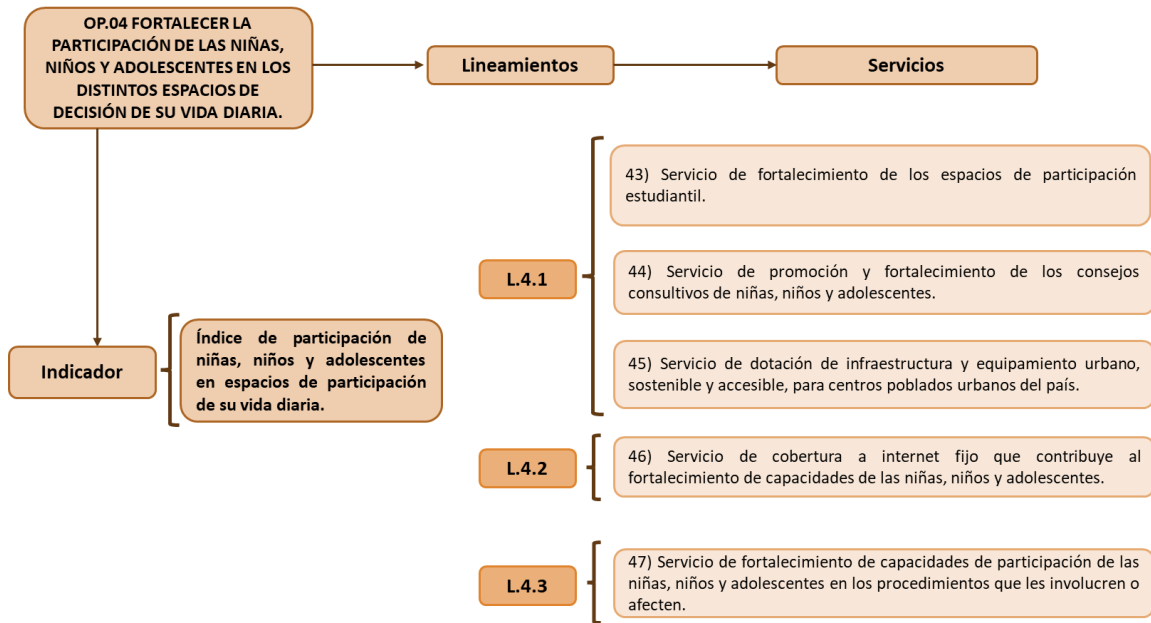 OP.04 FORTALECER LA
PARTICIPACIÓN DE LAS NIÑAS,
NIÑOS Y ADOLESCENTES EN LOS
DISTINTOS ESPACIOS DE
DECISIÓN DE SU VIDA DIARIA.
Lineamientos
Servicios
43) Servicio de fortalecimiento de los espacios de participación
estudiantil.
L.4.1
44) Servicio de promoción y fortalecimiento de los consejos
consultivos de niñas, niños y adolescentes.
45) Servicio de dotación de infraestructura y equipamiento urbano,
sostenible y accesible, para centros poblados urbanos del país.
Indicador
Índice de participación de
niñas, niños y adolescentes
en espacios de participación
de su vida diaria.
L.4.2
46) Servicio de cobertura a internet fijo que contribuye al
fortalecimiento de capacidades de las niñas, niños y adolescentes.
L.4.3
47) Servicio de fortalecimiento de capacidades de participación de las
niñas, niños y adolescentes en los procedimientos que les involucren o
afecten.